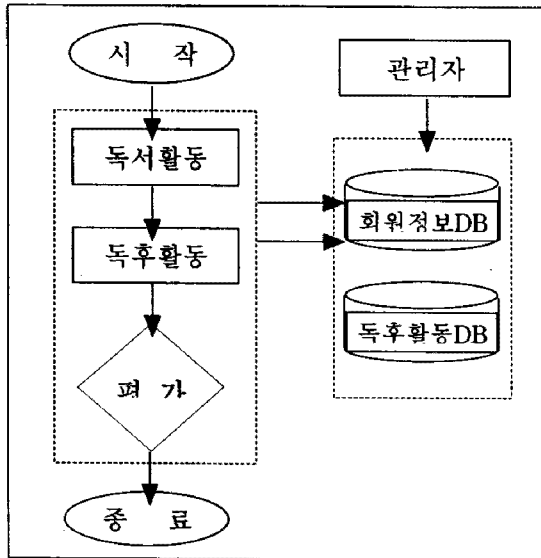 시 작
관리자
독서활동
회원정보DB
독후활동
독후활동DB
평 가
종 료